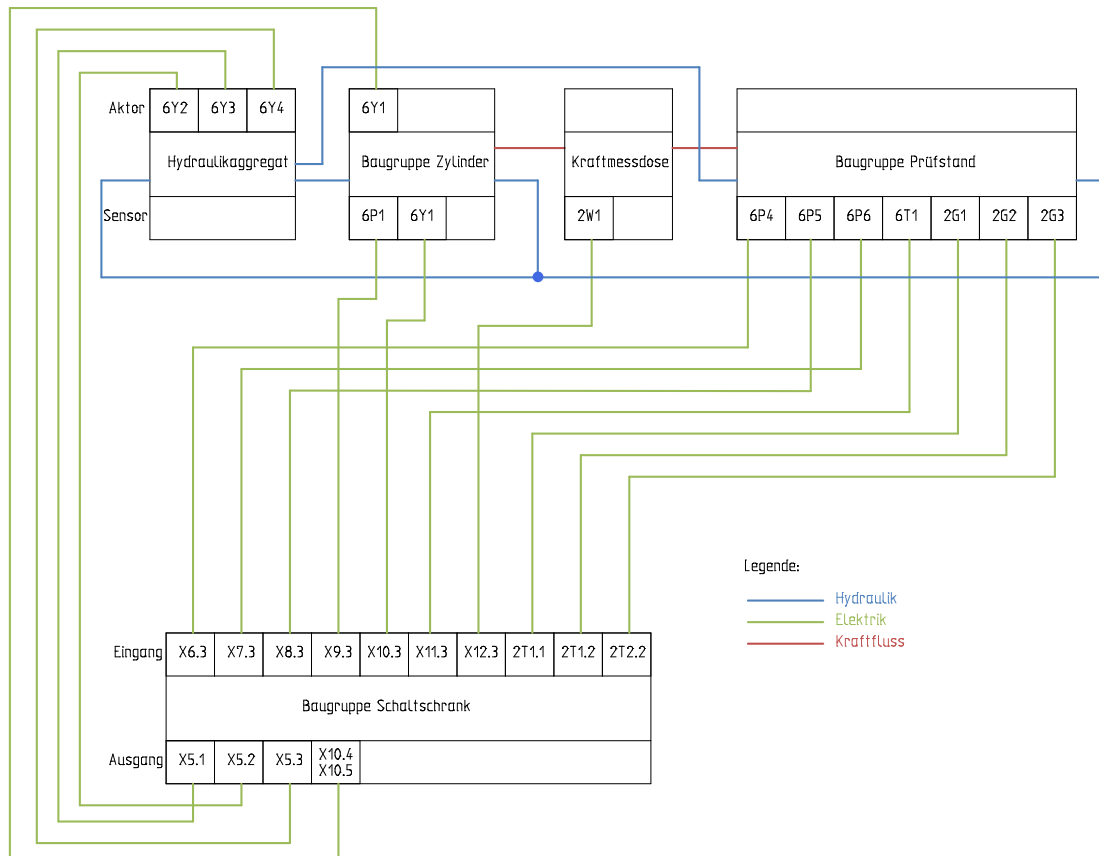 Aktor
6Y2
6Y3
6Y4
6Y1
Hydraulikaggregat
Baugruppe Zylinder
Kraftmessdose
Baugruppe Prüfstand
Sensor
6P1
6Y1
2W1
6P4
6P5
6P6
6T1
2G1
2G2
2G3
Legende:
Hydraulik
Elektrik
Kraftfluss
Eingang
X6.3
X7.3
X8.3
X9.3
X10.3
X11.3
X12.3
2T1.1
2T1.2
2T2.2
Baugruppe Schaltschrank
Ausgang
X5.1
X5.2
X5.3
X10.4
X10.5